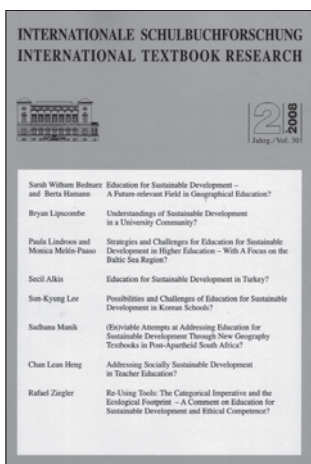 INTERNATIONALE SCHULBUCHFORSCHUNG
INTERNATIONAL TEXTBOOK RESEARCH
2
2008
Jahrg./Vol. 30
Sarah Witham Bednarz and Berta Hamann
Education for Sustainable Development –
A Future-relevant Field in Geographical Education?
Bryan Lipscombe
Understandings of Sustainable Development
in a University Community?
Paula Lindroos and
Monica Melén-Paaso
Strategies and Challenges for Education for Sustainable
Development in Higher Education – With A Focus on the
Baltic Sea Region?
Secil Alkis
Education for Sustainable Development in Turkey?
Sun-Kyung Lee
Possibilities and Challenges of Education for Sustainable
Development in Korean Schools?
Sadhana Manik
(En)viable Attempts at Addressing Education for
Sustainable Development Through New Geography
Textbooks in Post-Apartheid South Africa?
Chan Lean Heng
Addressing Socially Sustainable Development
in Teacher Education?
Rafael Ziegler
Re-Using Tools: The Categorical Imperative and the
Ecological Footprint – A Comment on Education for
Sustainable Development and Ethical Competence?